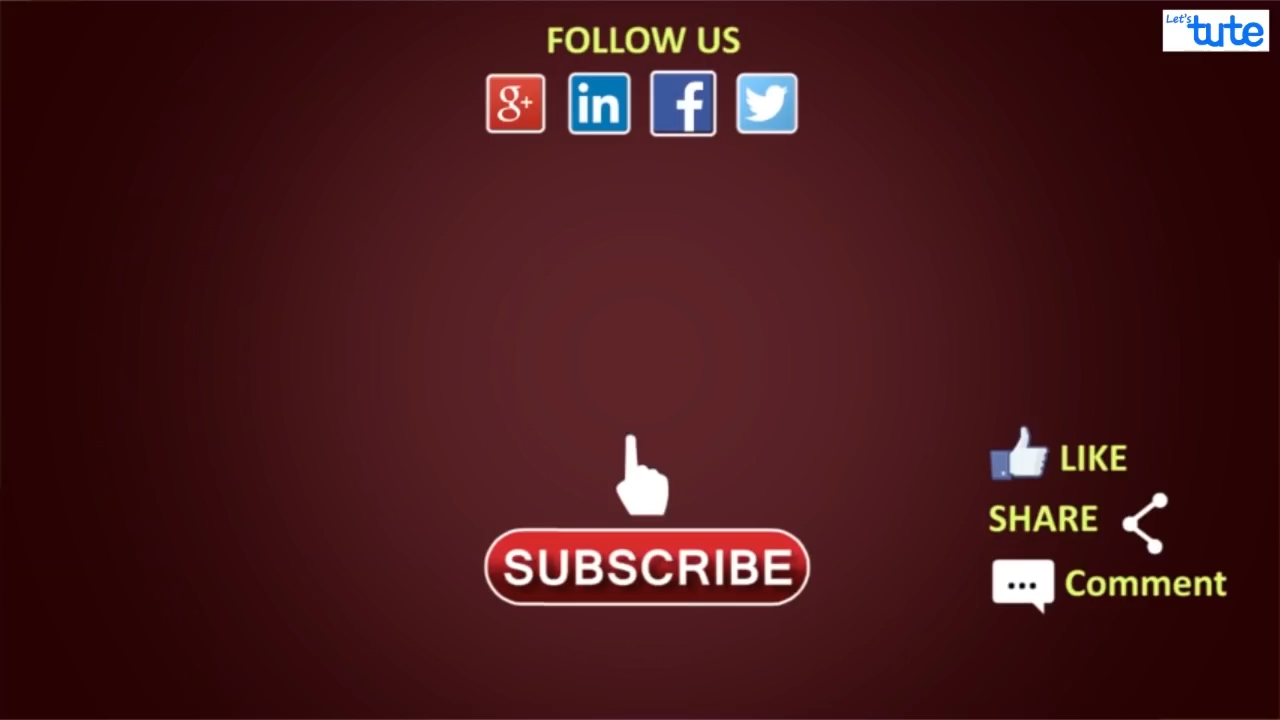 Let's tute
FOLLOW US
g+ in f
LIKE
SHARE
SUBSCRIBE
Comment